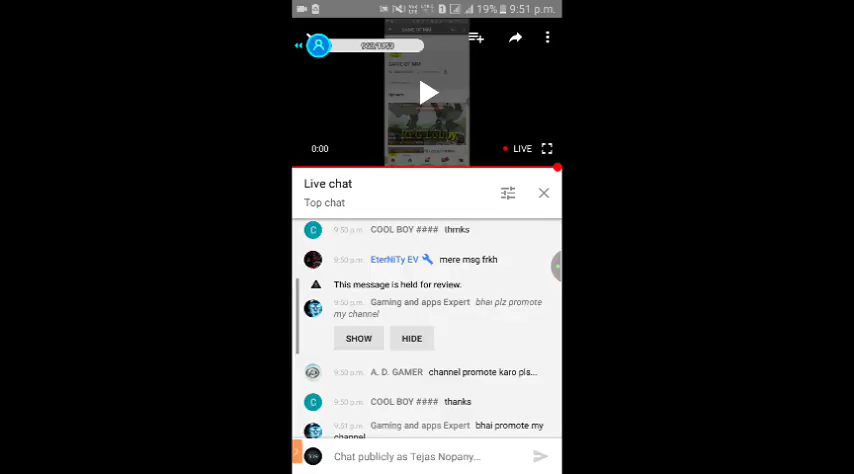 19% 9:51 p.m.
0:00
LIVE
Live chat
Top chat
9:50 p.m. COOL BOY #### thmks
9:50 p.m. EterNiTy EV mere msg frkh
This message is held for review.
9:50 p.m. Gaming and apps Expert bhai plz promote
my channel
SHOW HIDE
9:50 p.m. A. D. GAMER channel promote karo pls...
9:50 p.m. COOL BOY #### thanks
9:51 p.m. Gaming and apps Expert bhai promote my
channel
Chat publicly as Tejas Nopany...